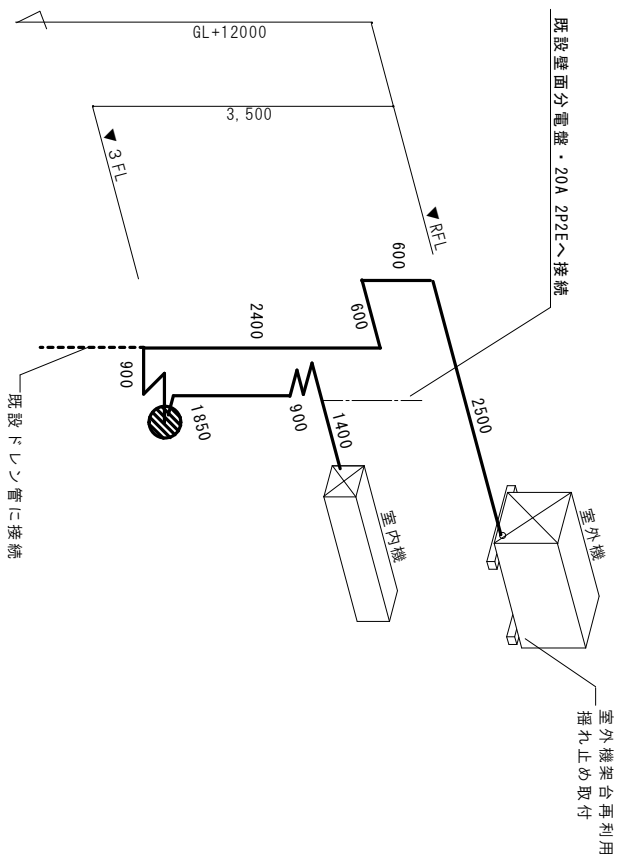 GL+12000
3,500
▼3FL
▼RFL
既設壁面分電盤・20A 2P2Eへ接続
600
600
2400
900
1850
900
1400
2500
既設ドレン管に接続
室内機
室外機
室外機架台再利用
揺れ止め取付